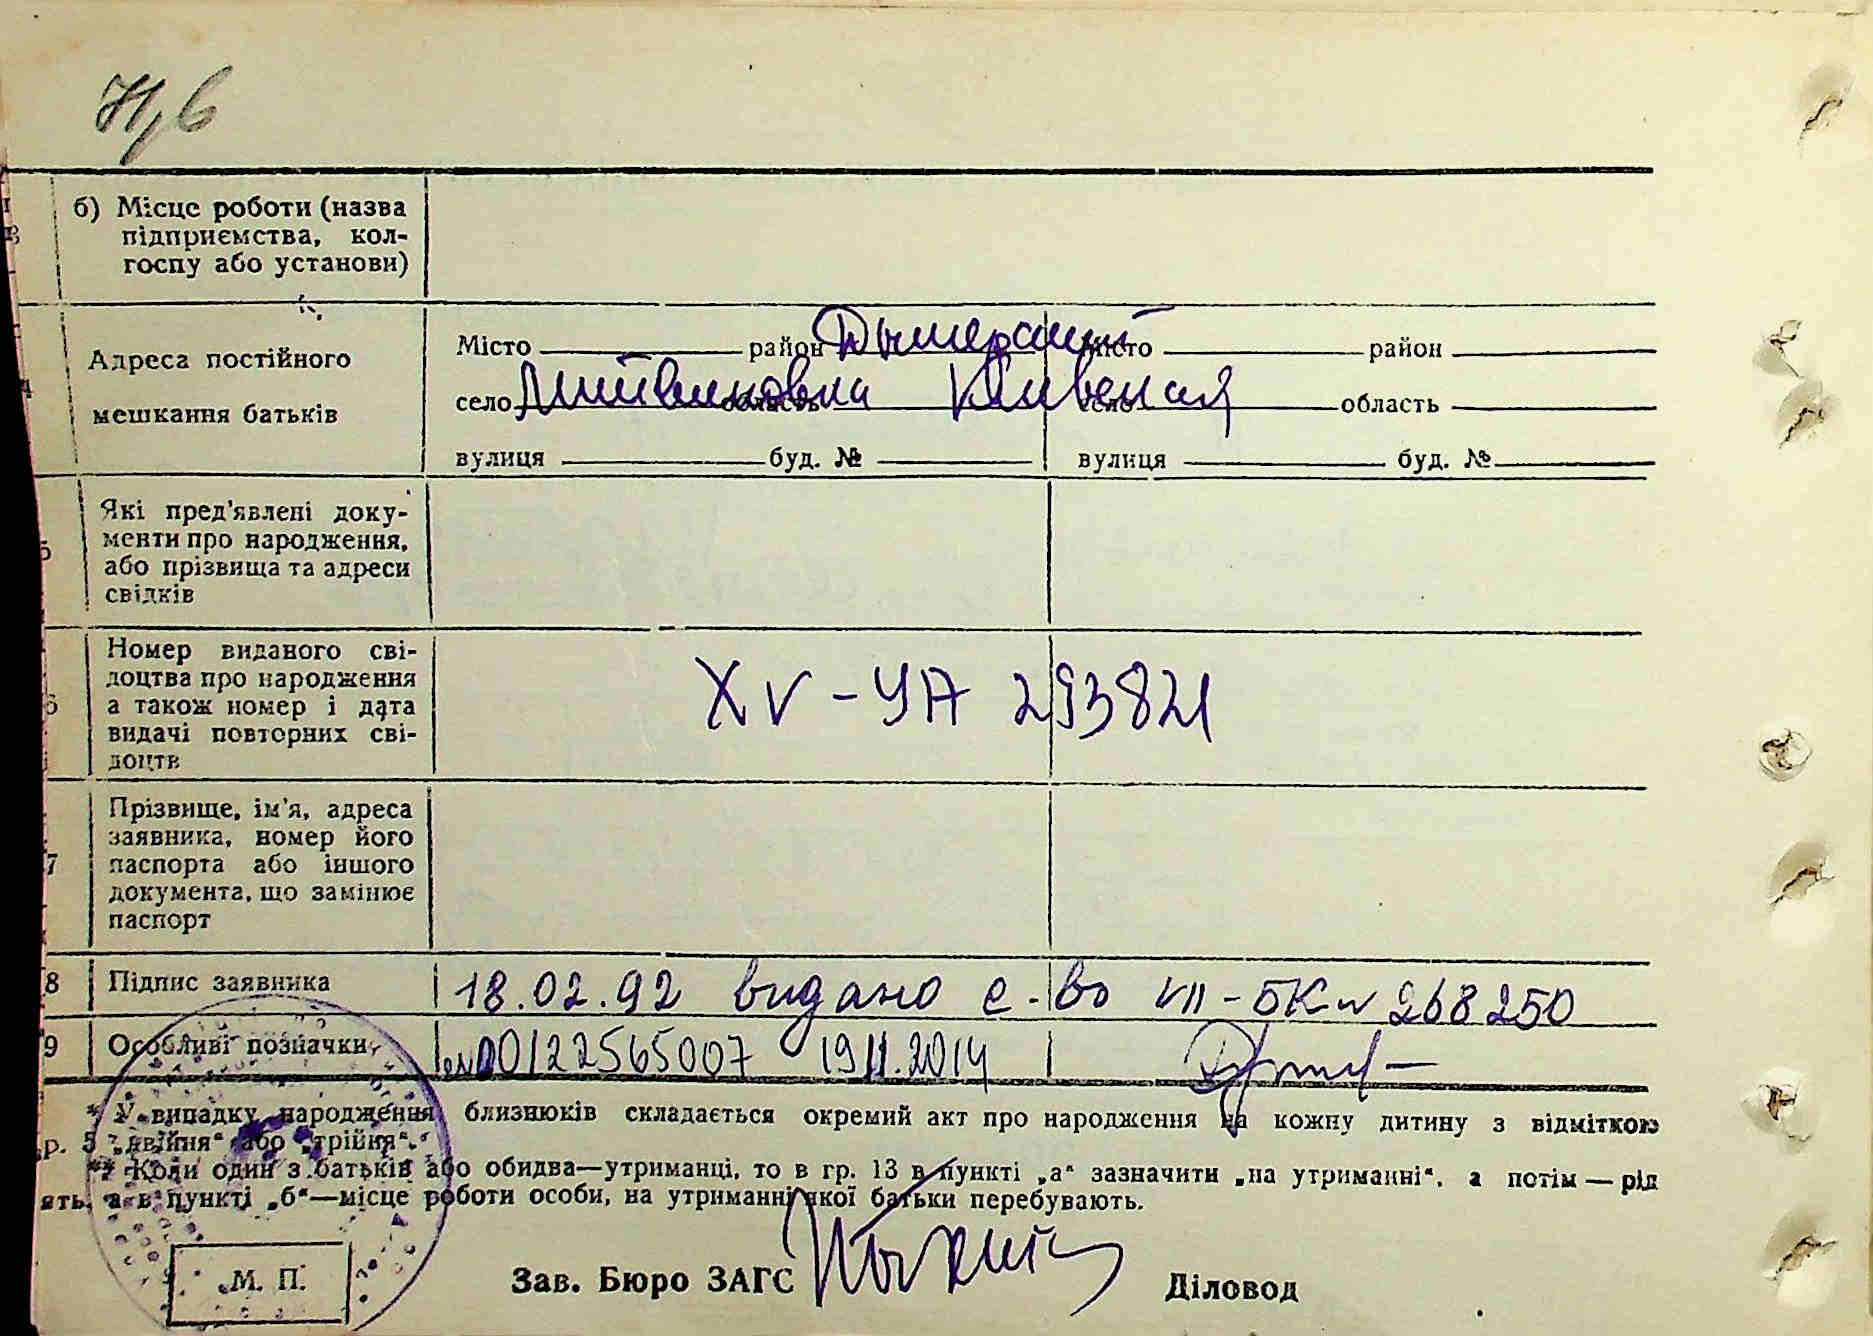 б) Місце роботи (назва
підприємства, кол-
госпу або установи)
Адреса постійного
мешкання батьків
Місто район Дымерский Місто район
село Литвиновка область Киевская село область
вулиця буд. № вулиця буд. №
5 Які пред'явлені доку-
менти про народження,
або прізвища та адреси
свідків
6 Номер виданого сві-
доцтва про народження
а також номер і дата
видачі повторних сві-
доцтв
XV-УА 293821
7 Прізвище, ім'я, адреса
заявника, номер його
паспорта або іншого
документа, що замінює
паспорт
8 Підпис заявника 18.02.92 видано с-во VII-БК № 268250
9 Особливі позначки 00122565007 19.11.2014
* У випадку народження близнюків складається окремий акт про народження на кожну дитину з відміткою
гр. 5 „двійня“ або „трійня“.
** Коли один з батьків або обидва—утриманці, то в гр. 13 в пункті „а“ зазначити „на утриманні“, а потім — рід
ять, а в пункті „б“—місце роботи особи, на утриманні якої батьки перебувають.
М. П.
Зав. Бюро ЗАГС Діловод